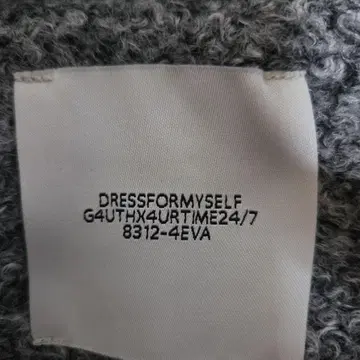 DRESSFORMYSELF
G4UTHX4URTIME24/7
8312-4EVA